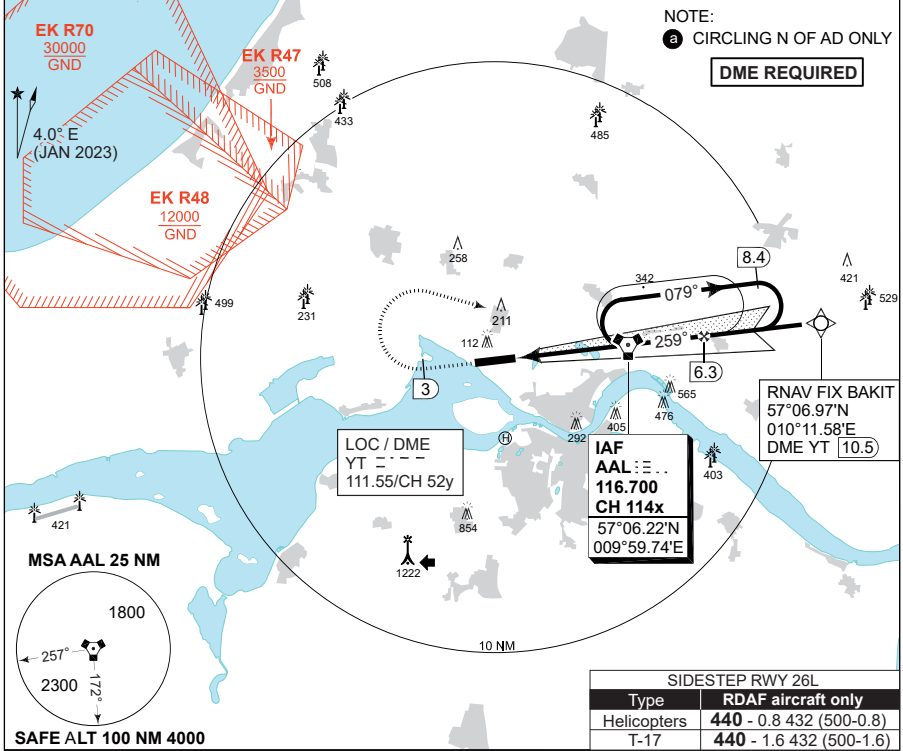 NOTE:
a CIRCLING N OF AD ONLY
DME REQUIRED
EK R70
30000
GND
EK R47
3500
GND
508
433
485
4.0° E
(JAN 2023)
EK R48
12000
GND
258
342
8.4
421
529
499
231
079°
211
112
259°
6.3
3
565
476
405
292
403
RNAV FIX BAKIT
57°06.97'N
010°11.58'E
DME YT 10.5
LOC / DME
YT
111.55/CH 52y
H
IAF
AAL
116.700
CH 114x
57°06.22'N
009°59.74'E
421
854
1222
MSA AAL 25 NM
1800
257°
2300
172°
SAFE ALT 100 NM 4000
10 NM
SIDESTEP RWY 26L
Type RDAF aircraft only
Helicopters 440 - 0.8 432 (500-0.8)
T-17 440 - 1.6 432 (500-1.6)